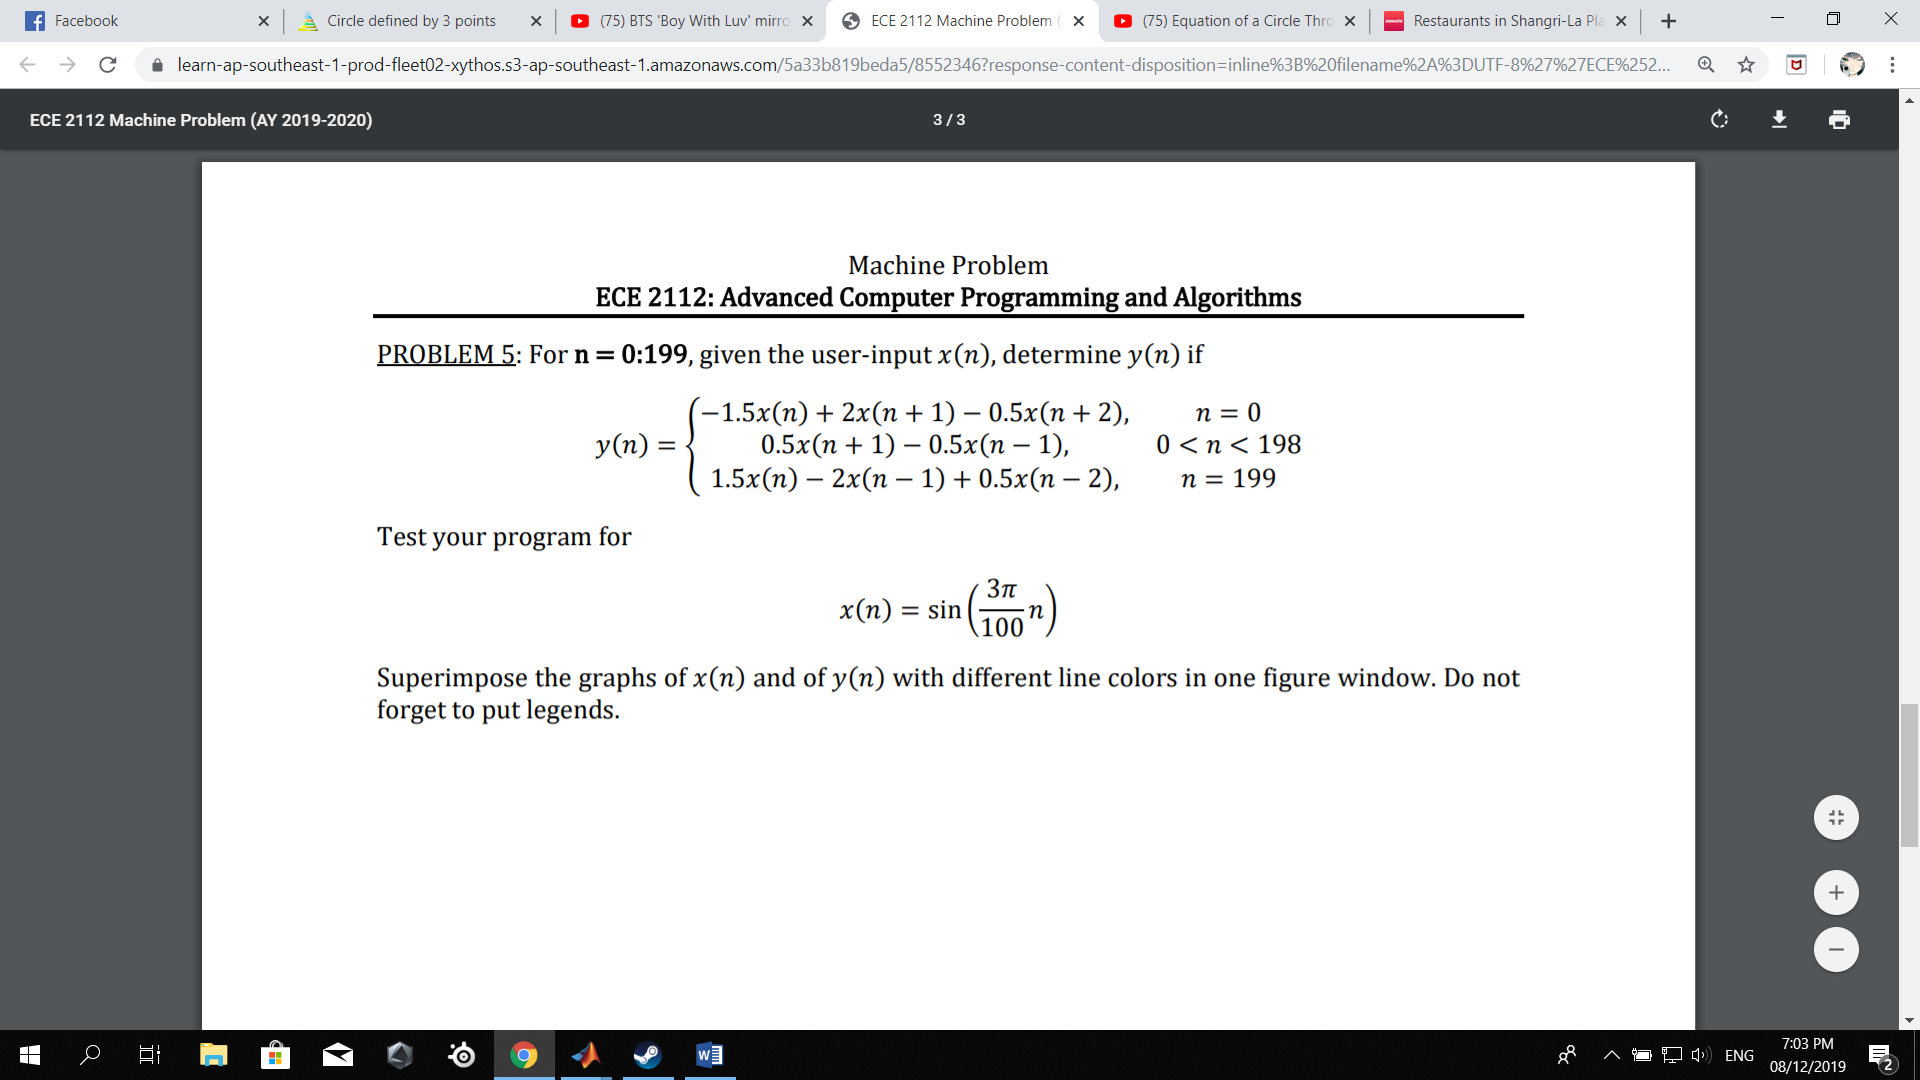 Facebook
Circle defined by 3 points
(75) BTS 'Boy With Luv' mirro
ECE 2112 Machine Problem (
(75) Equation of a Circle Thro
Restaurants in Shangri-La Pla
learn-ap-southeast-1-prod-fleet02-xythos.s3-ap-southeast-1.amazonaws.com/5a33b819beda5/8552346?response-content-disposition=inline%3B%20filename%2A%3DUTF-8%27%27ECE%252...
ECE 2112 Machine Problem (AY 2019-2020)
3 / 3
Machine Problem
ECE 2112: Advanced Computer Programming and Algorithms
PROBLEM 5: For n = 0:199, given the user-input x(n), determine y(n) if
−1.5x(n) + 2x(n + 1) − 0.5x(n + 2), n = 0
y(n) = { 0.5x(n + 1) − 0.5x(n − 1), 0 < n < 198
1.5x(n) − 2x(n − 1) + 0.5x(n − 2), n = 199
Test your program for
x(n) = sin(3π/100 n)
Superimpose the graphs of x(n) and of y(n) with different line colors in one figure window. Do not
forget to put legends.
ENG
7:03 PM
08/12/2019
2